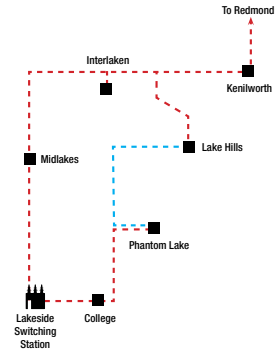 To Redmond
Interlaken
Kenilworth
Lake Hills
Midlakes
Phantom Lake
Lakeside
Switching
Station
College